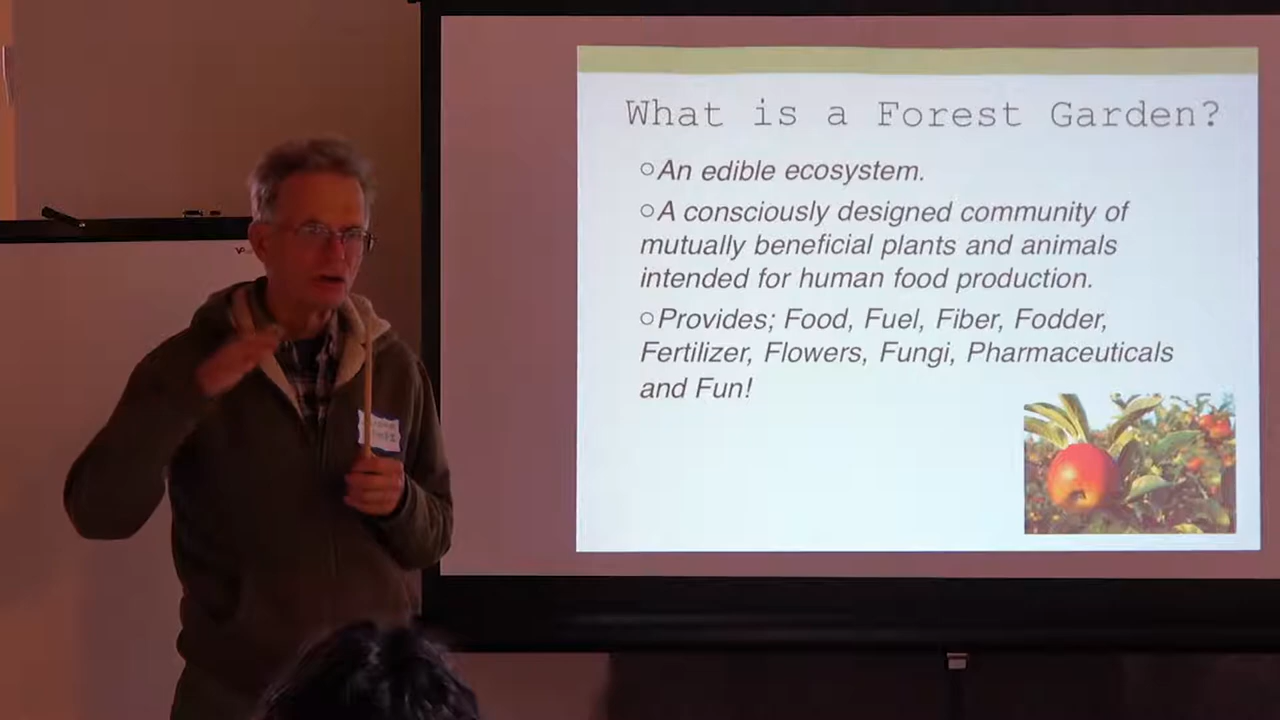 What is a Forest Garden?
○An edible ecosystem.
○A consciously designed community of
mutually beneficial plants and animals
intended for human food production.
○Provides; Food, Fuel, Fiber, Fodder,
Fertilizer, Flowers, Fungi, Pharmaceuticals
and Fun!